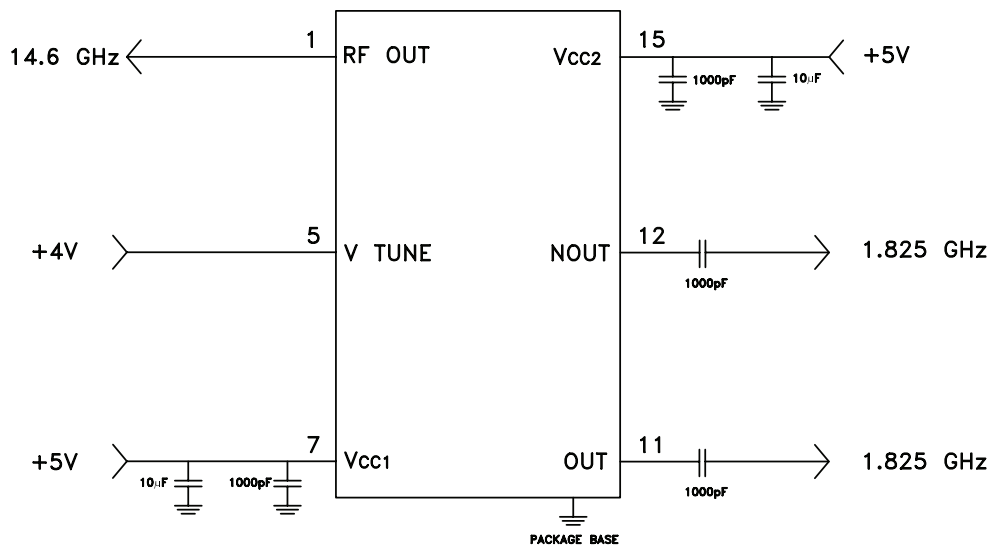 14.6 GHz
1
RF OUT
VCC2
15
+5V
1000pF
10µF
+4V
5
V TUNE
NOUT
12
1.825 GHz
1000pF
+5V
7
VCC1
OUT
11
1.825 GHz
10µF
1000pF
1000pF
PACKAGE BASE